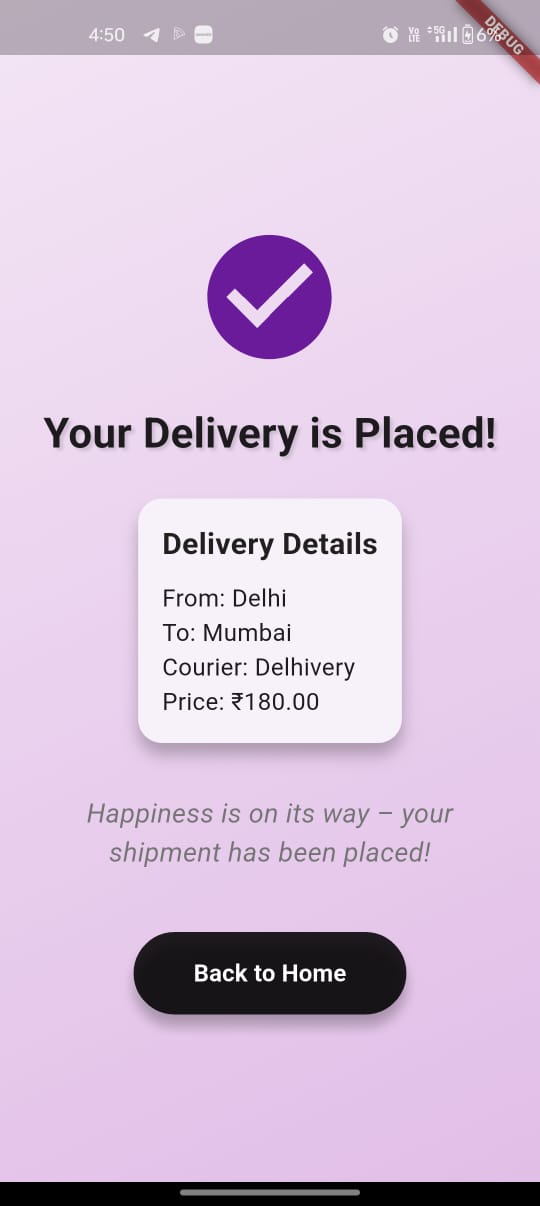 4:50
Vo
LTE
5G
6%
DEBUG
Your Delivery is Placed!
Delivery Details
From: Delhi
To: Mumbai
Courier: Delhivery
Price: ₹180.00
Happiness is on its way – your
shipment has been placed!
Back to Home